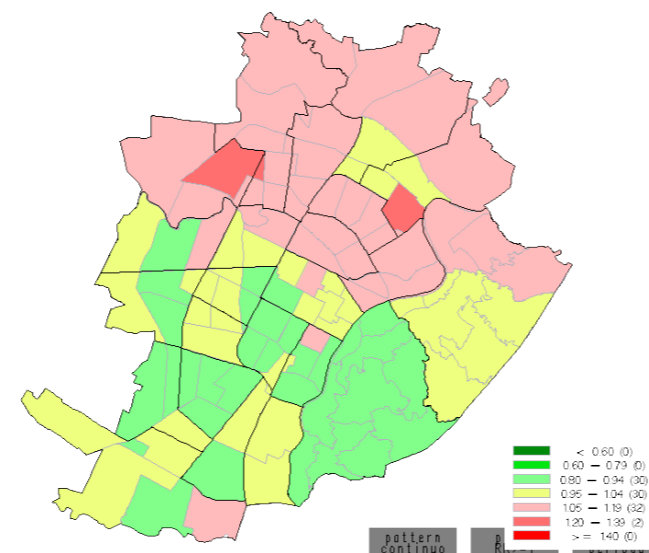 < 0.60 (0)
0.60 - 0.79 (0)
0.80 - 0.94 (30)
0.95 - 1.04 (30)
1.05 - 1.19 (32)
1.20 - 1.39 (2)
>= 1.40 (0)
pattern
continuo